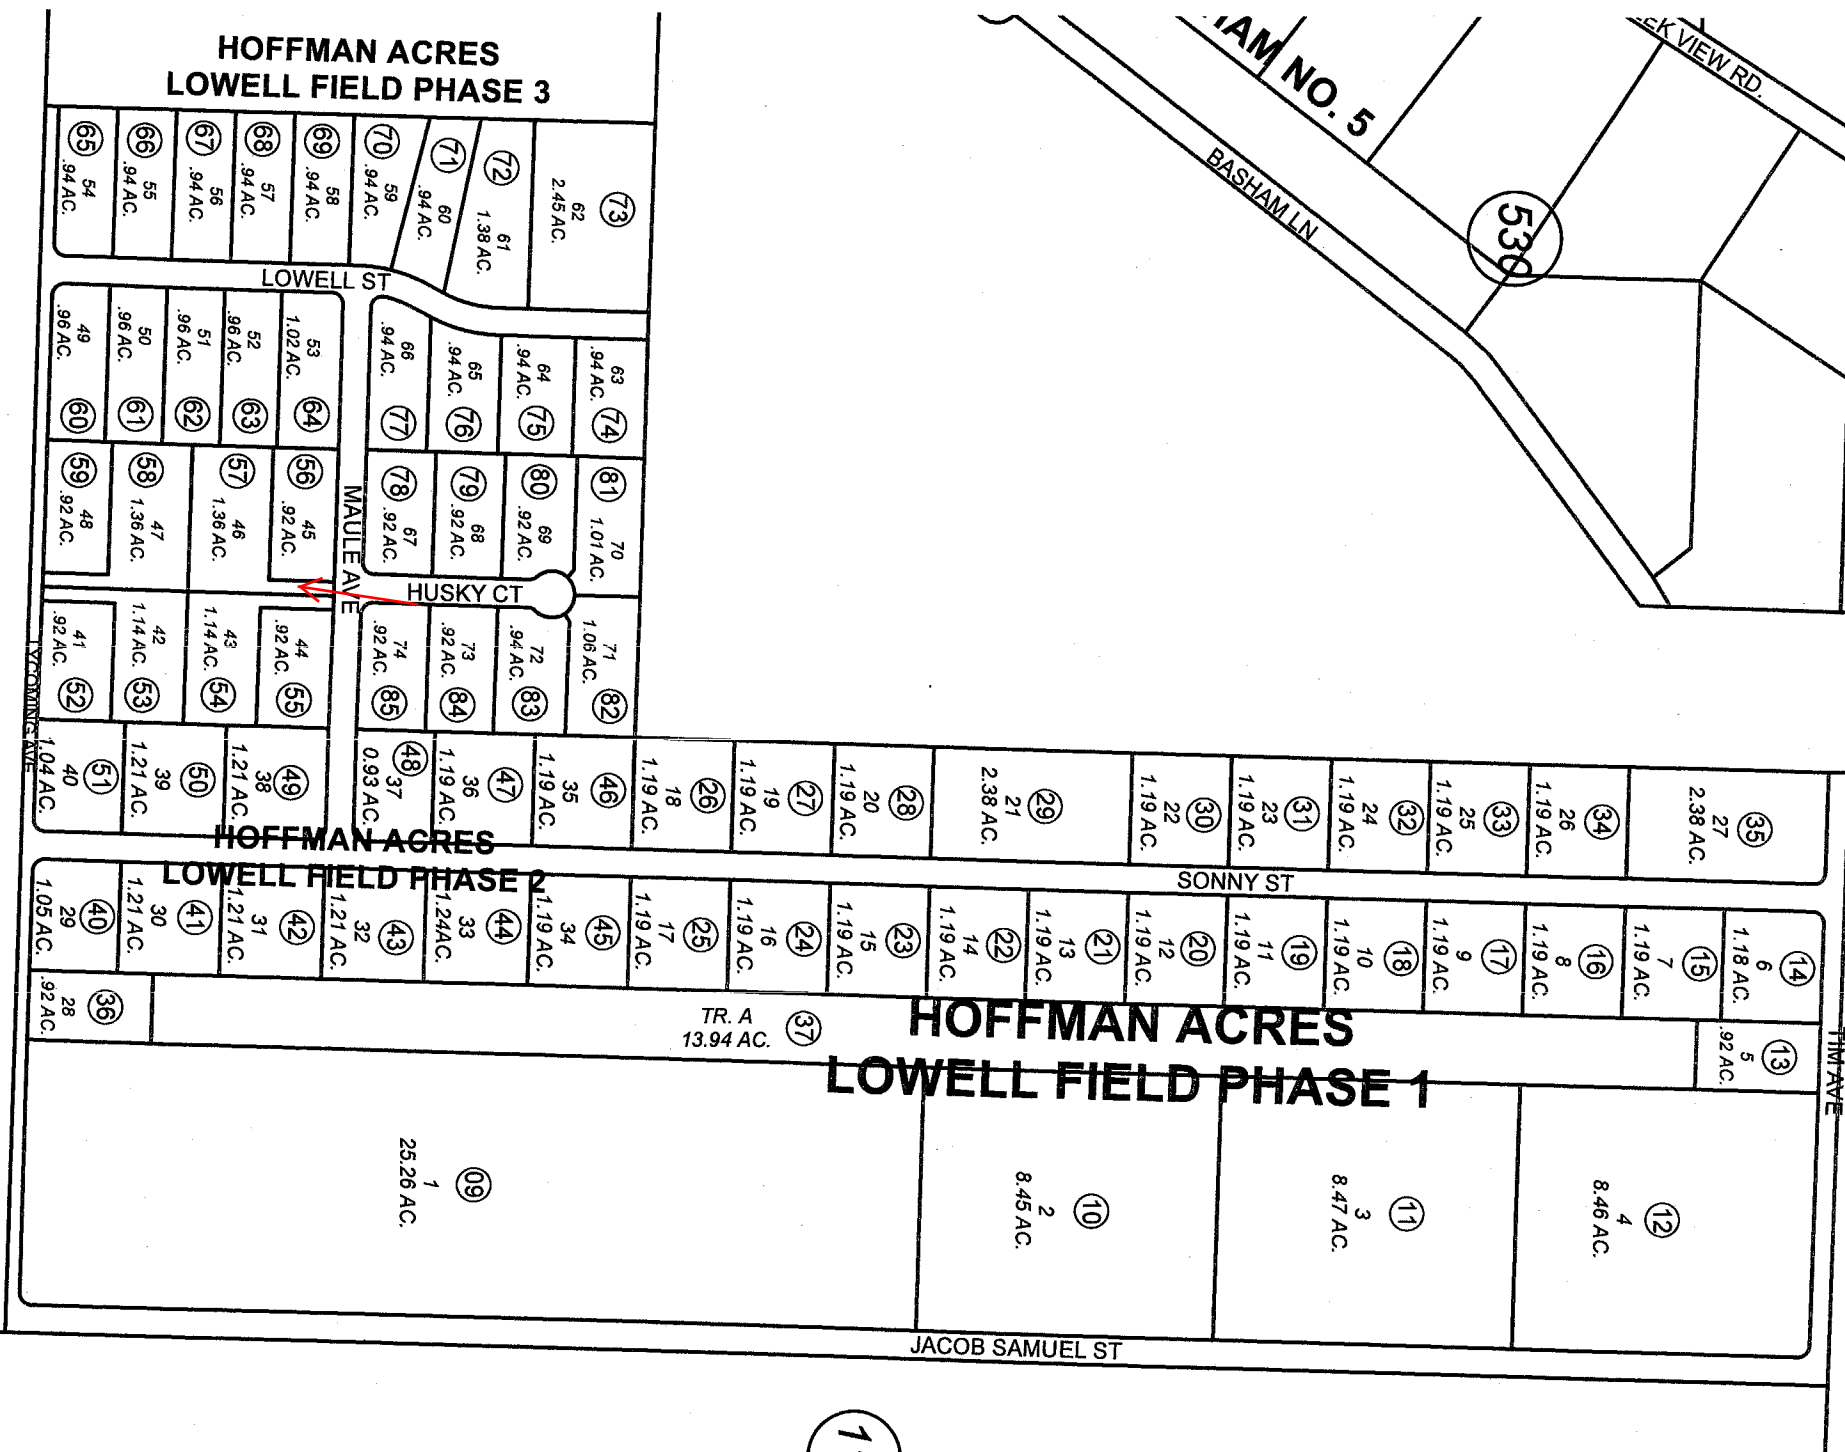 HOFFMAN ACRES
LOWELL FIELD PHASE 3
NO. 5
VIEW RD.
BASHAM LN
530
65
54
.94 AC.
66
55
.94 AC.
67
56
.94 AC.
68
57
.94 AC.
69
58
.94 AC.
70
59
.94 AC.
71
60
.94 AC.
72
61
1.38 AC.
73
62
2.45 AC.
LOWELL ST
49
.96 AC.
60
50
.96 AC.
61
51
.96 AC.
62
52
.96 AC.
63
53
1.02 AC.
64
66
.94 AC.
77
65
.94 AC.
76
64
.94 AC.
75
63
.94 AC.
74
59
48
.92 AC.
58
47
1.36 AC.
57
46
1.36 AC.
56
45
.92 AC.
MAULE AVE
78
67
.92 AC.
79
68
.92 AC.
80
69
.92 AC.
81
70
1.01 AC.
HUSKY CT
41
.92 AC.
52
42
1.14 AC.
53
43
1.14 AC.
54
44
.92 AC.
55
74
.92 AC.
85
73
.92 AC.
84
72
.94 AC.
83
71
1.06 AC.
82
LYCOMING AVE
51
40
1.04 AC.
50
39
1.21 AC.
49
38
1.21 AC.
48
37
0.93 AC.
47
36
1.19 AC.
46
35
1.19 AC.
26
18
1.19 AC.
27
19
1.19 AC.
28
20
1.19 AC.
29
21
2.38 AC.
30
22
1.19 AC.
31
23
1.19 AC.
32
24
1.19 AC.
33
25
1.19 AC.
34
26
1.19 AC.
35
27
2.38 AC.
HOFFMAN ACRES
LOWELL FIELD PHASE 2
SONNY ST
40
29
1.05 AC.
41
30
1.21 AC.
42
31
1.21 AC.
43
32
1.21 AC.
44
33
1.24AC.
45
34
1.19 AC.
25
17
1.19 AC.
24
16
1.19 AC.
23
15
1.19 AC.
22
14
1.19 AC.
21
13
1.19 AC.
20
12
1.19 AC.
19
11
1.19 AC.
18
10
1.19 AC.
17
9
1.19 AC.
16
8
1.19 AC.
15
7
1.19 AC.
14
6
1.18 AC.
36
28
.92 AC.
TR. A
13.94 AC.
37
HOFFMAN ACRES
LOWELL FIELD PHASE 1
13
5
.92 AC.
TIM AVE
09
1
25.26 AC.
10
2
8.45 AC.
11
3
8.47 AC.
12
4
8.46 AC.
JACOB SAMUEL ST